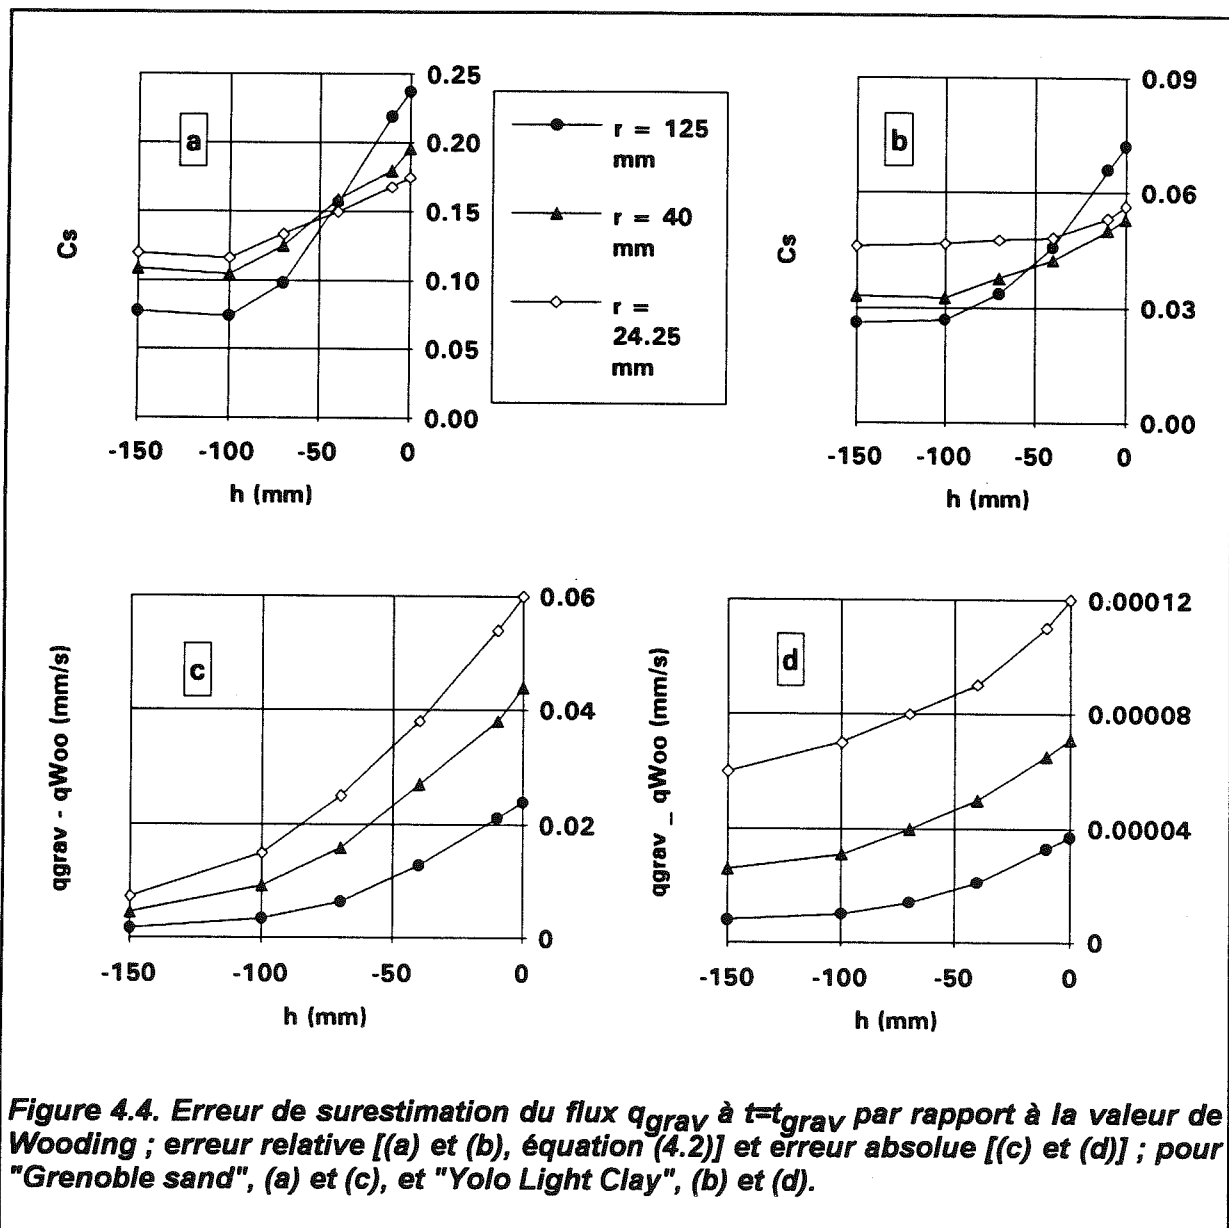 a
0.25
0.20
0.15
0.10
0.05
0.00
Cs
-150 -100 -50 0
h (mm)
r = 125
mm
r = 40
mm
r =
24.25
mm
b
0.09
0.06
0.03
0.00
Cs
-150 -100 -50 0
h (mm)
c
0.06
0.04
0.02
0
qgrav - qWoo (mm/s)
-150 -100 -50 0
h (mm)
d
0.00012
0.00008
0.00004
0
qgrav _ qWoo (mm/s)
-150 -100 -50 0
h (mm)
Figure 4.4. Erreur de surestimation du flux qgrav à t=tgrav par rapport à la valeur de
Wooding ; erreur relative [(a) et (b), équation (4.2)] et erreur absolue [(c) et (d)] ; pour
"Grenoble sand", (a) et (c), et "Yolo Light Clay", (b) et (d).